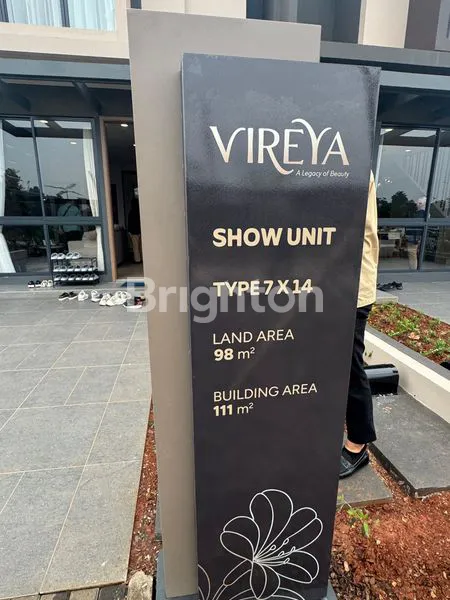 VIREYA
A Legacy of Beauty
SHOW UNIT
TYPE 7 X 14
Brighton
LAND AREA
98 m²
BUILDING AREA
111 m²